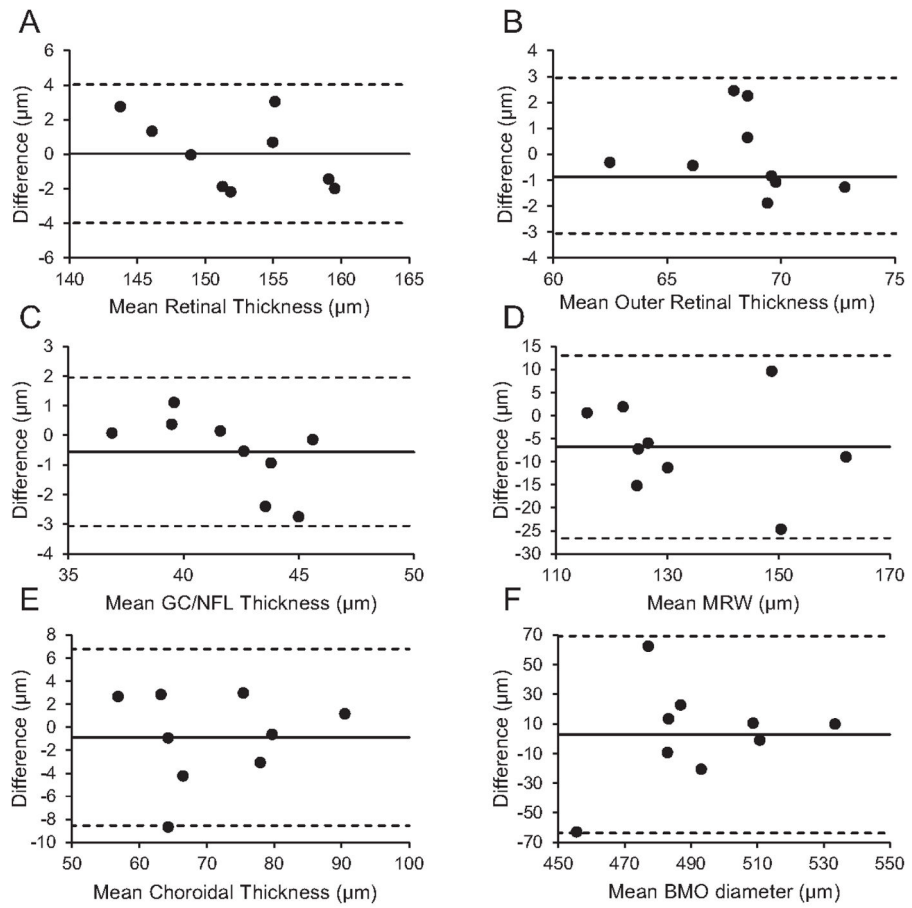 A
6
4
2
0
-2
-4
-6
140 145 150 155 160 165
Difference (µm)
Mean Retinal Thickness (µm)
B
4
3
2
1
0
-1
-2
-3
-4
60 65 70 75
Difference (µm)
Mean Outer Retinal Thickness (µm)
C
3
2
1
0
-1
-2
-3
-4
35 40 45 50
Difference (µm)
Mean GC/NFL Thickness (µm)
D
15
10
5
0
-5
-10
-15
-20
-25
-30
110 130 150 170
Difference (µm)
Mean MRW (µm)
E
8
6
4
2
0
-2
-4
-6
-8
-10
50 60 70 80 90 100
Difference (µm)
Mean Choroidal Thickness (µm)
F
70
50
30
10
-10
-30
-50
-70
450 470 490 510 530 550
Difference (µm)
Mean BMO diameter (µm)